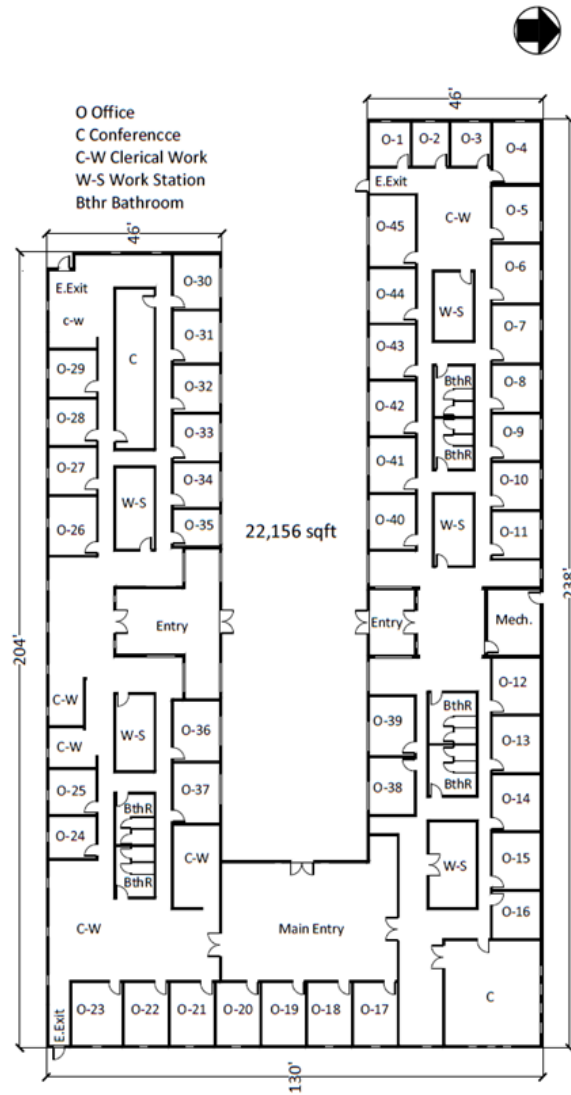 46'
O Office
C Conferencce
C-W Clerical Work
W-S Work Station
Bthr Bathroom
O-1 O-2 O-3 O-4
E.Exit
C-W
O-5
O-45
46'
O-6
E.Exit
O-30
O-44
W-S
c-w
O-31
O-7
O-43
C
O-29
O-32
BthR
O-8
O-28
O-33
O-42
O-9
BthR
O-27
O-34
O-41
O-10
W-S
O-26
O-35
22,156 sqft
O-40
W-S
O-11
238'
Entry
Entry
Mech.
204'
O-12
C-W
W-S
O-36
O-39
BthR
C-W
O-13
O-25
O-37
O-38
BthR
O-14
BthR
O-24
C-W
W-S
O-15
BthR
O-16
C-W
Main Entry
C
E.Exit
O-23 O-22 O-21 O-20 O-19 O-18 O-17
130'